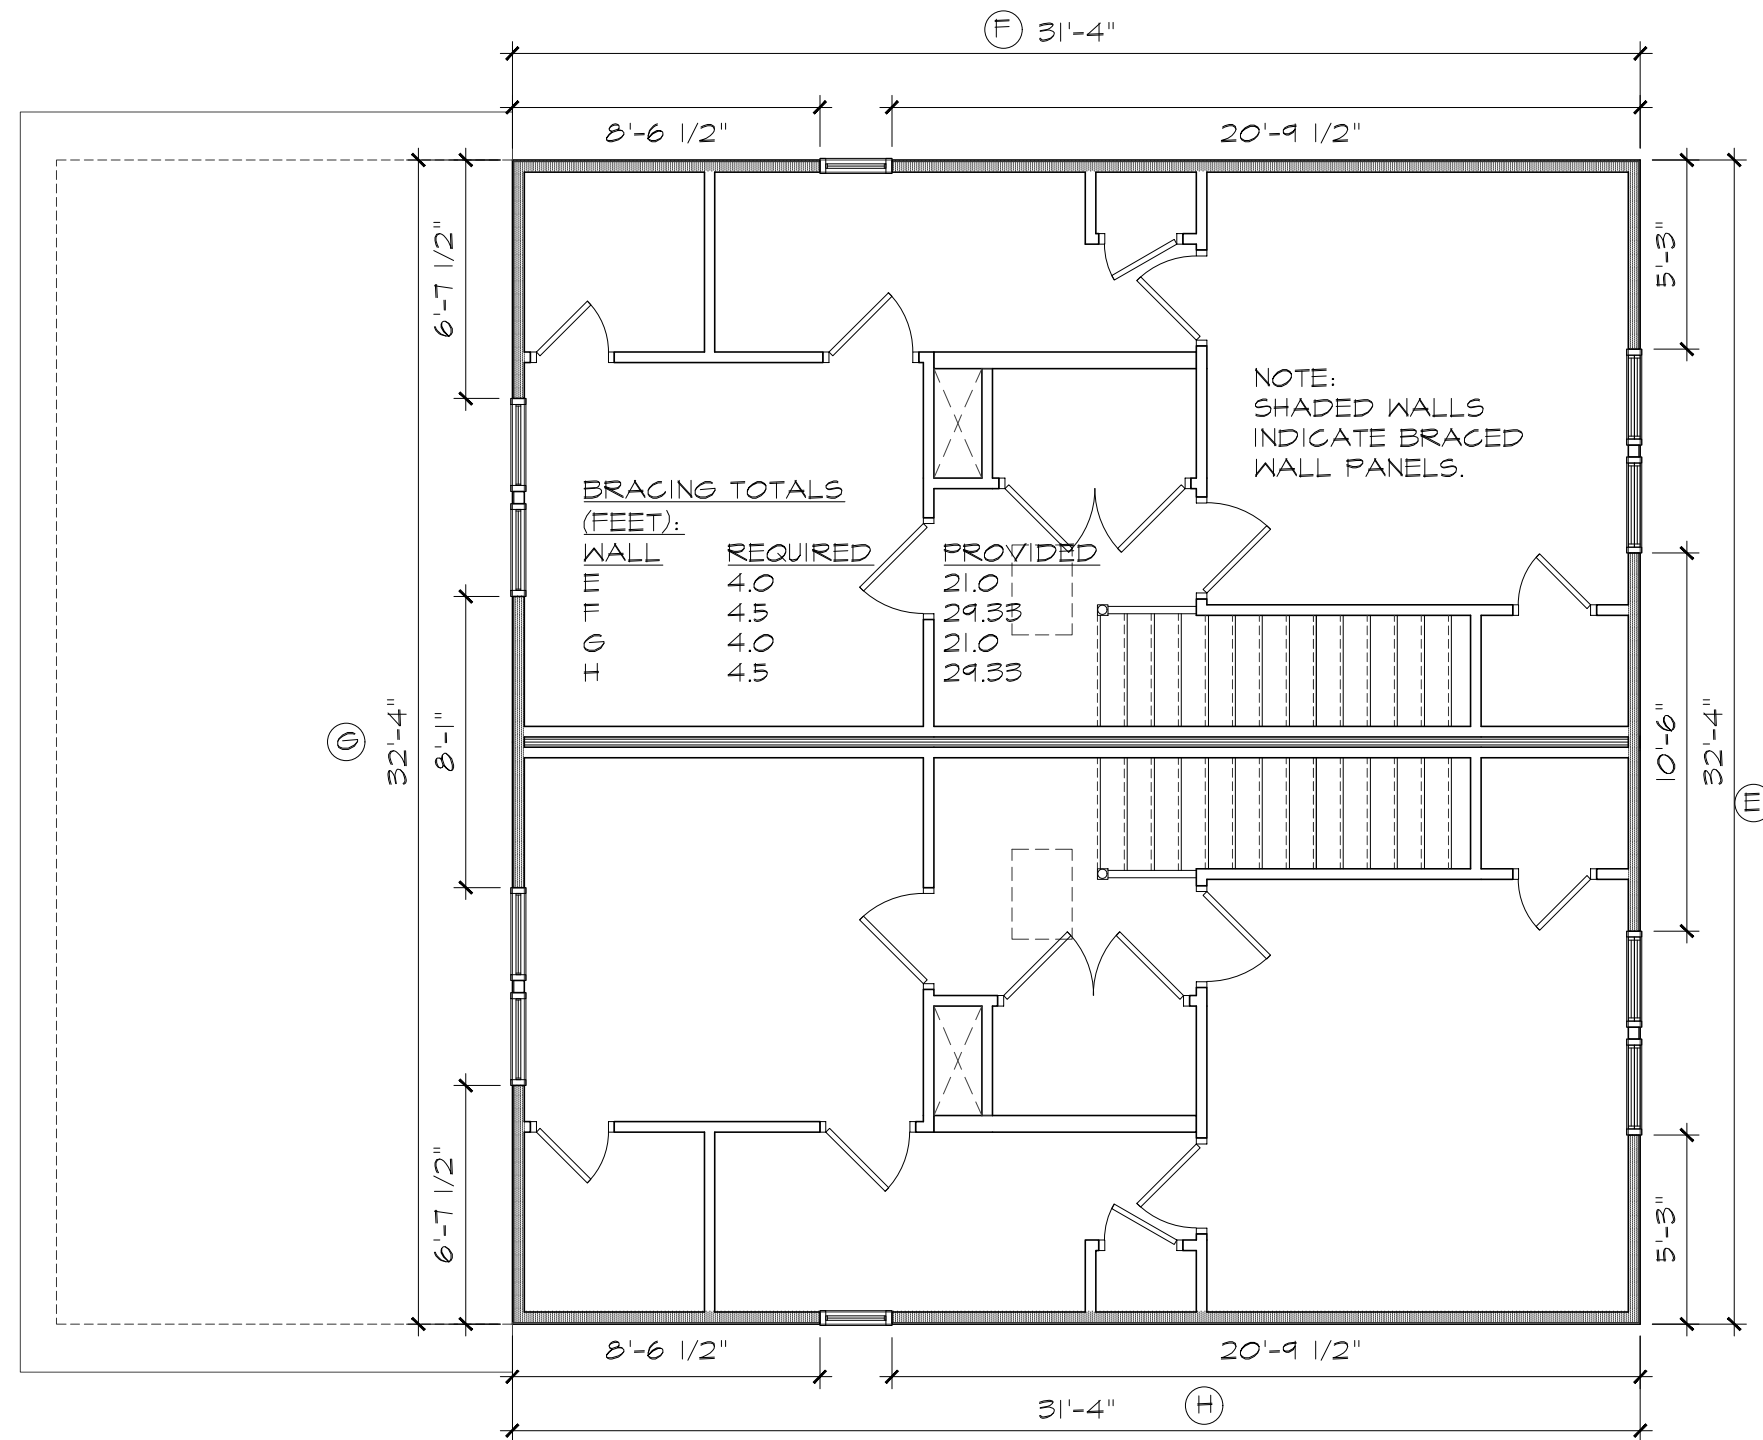 F 31'-4"
8'-6 1/2" 20'-9 1/2"
6'-7 1/2"
5'-3"
NOTE:
SHADED WALLS
INDICATE BRACED
WALL PANELS.
BRACING TOTALS
(FEET):
WALL REQUIRED PROVIDED
E 4.0 21.0
F 4.5 29.33
G 4.0 21.0
H 4.5 29.33
G
32'-4"
8'-1"
10'-6"
32'-4"
E
6'-7 1/2"
5'-3"
8'-6 1/2" 20'-9 1/2"
31'-4" H